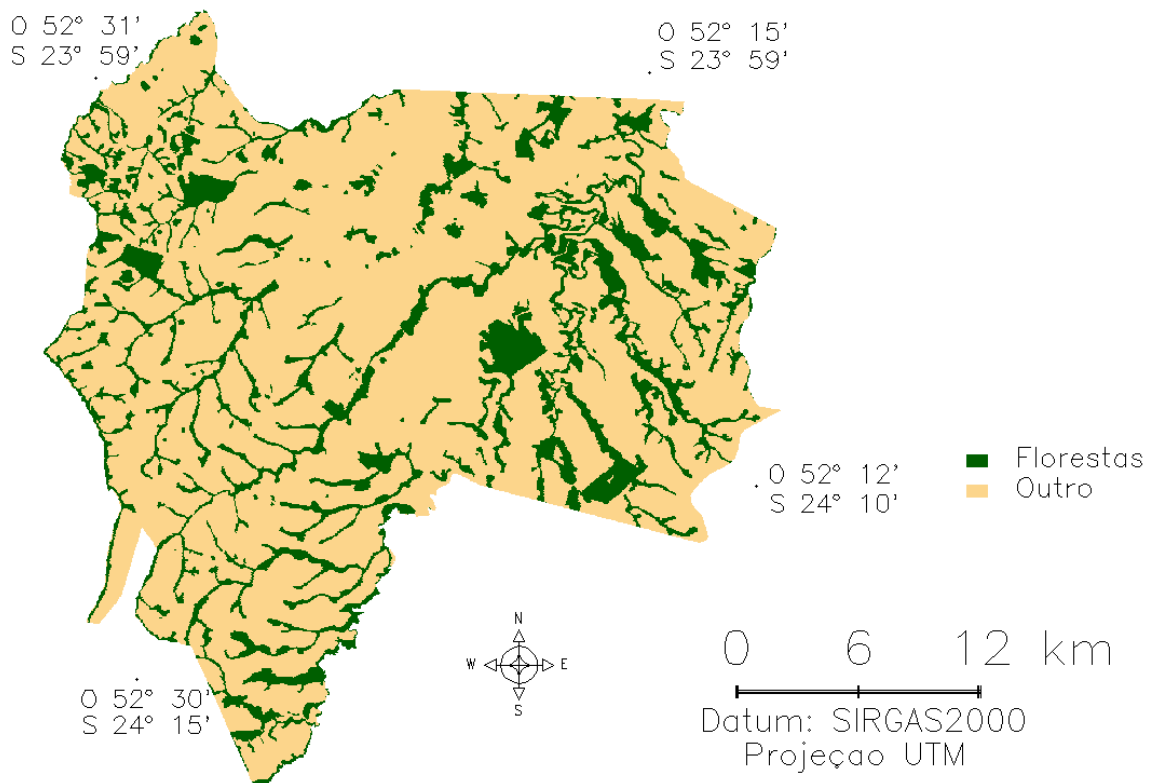 O 52° 31'
S 23° 59'
O 52° 15'
S 23° 59'
Florestas
Outro
O 52° 12'
S 24° 10'
N
W E
S
0 6 12 km
O 52° 30'
S 24° 15'
Datum: SIRGAS2000
Projeçao UTM